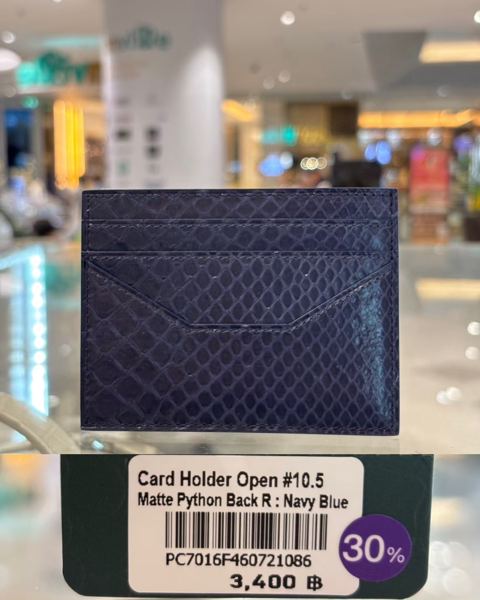 Card Holder Open #10.5
Matte Python Back R : Navy Blue
PC7016F460721086
3,400 ฿
30%